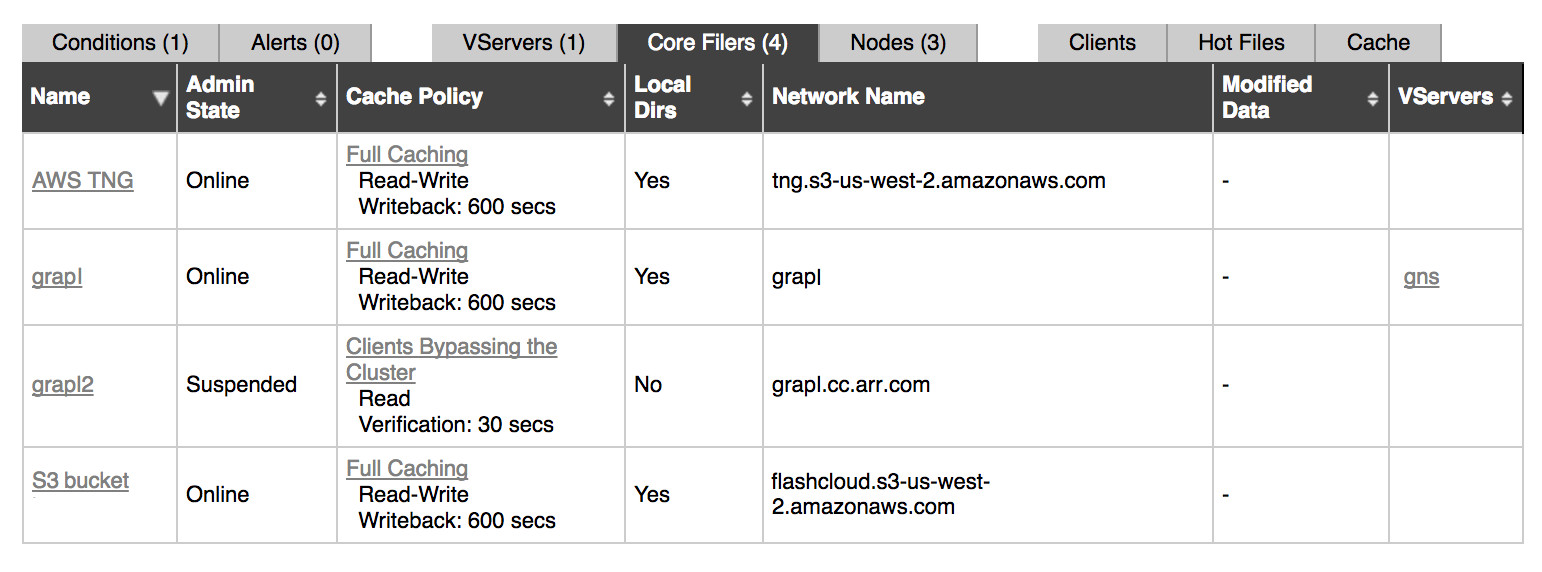 Conditions (1) Alerts (0) VServers (1) Core Filers (4) Nodes (3) Clients Hot Files Cache
Name Admin State Cache Policy Local Dirs Network Name Modified Data VServers
AWS TNG Online Full Caching Yes tng.s3-us-west-2.amazonaws.com -
Read-Write
Writeback: 600 secs
grapl Online Full Caching Yes grapl - gns
Read-Write
Writeback: 600 secs
grapl2 Suspended Clients Bypassing the No grapl.cc.arr.com -
Cluster
Read
Verification: 30 secs
S3 bucket Online Full Caching Yes flashcloud.s3-us-west- -
Read-Write 2.amazonaws.com
Writeback: 600 secs